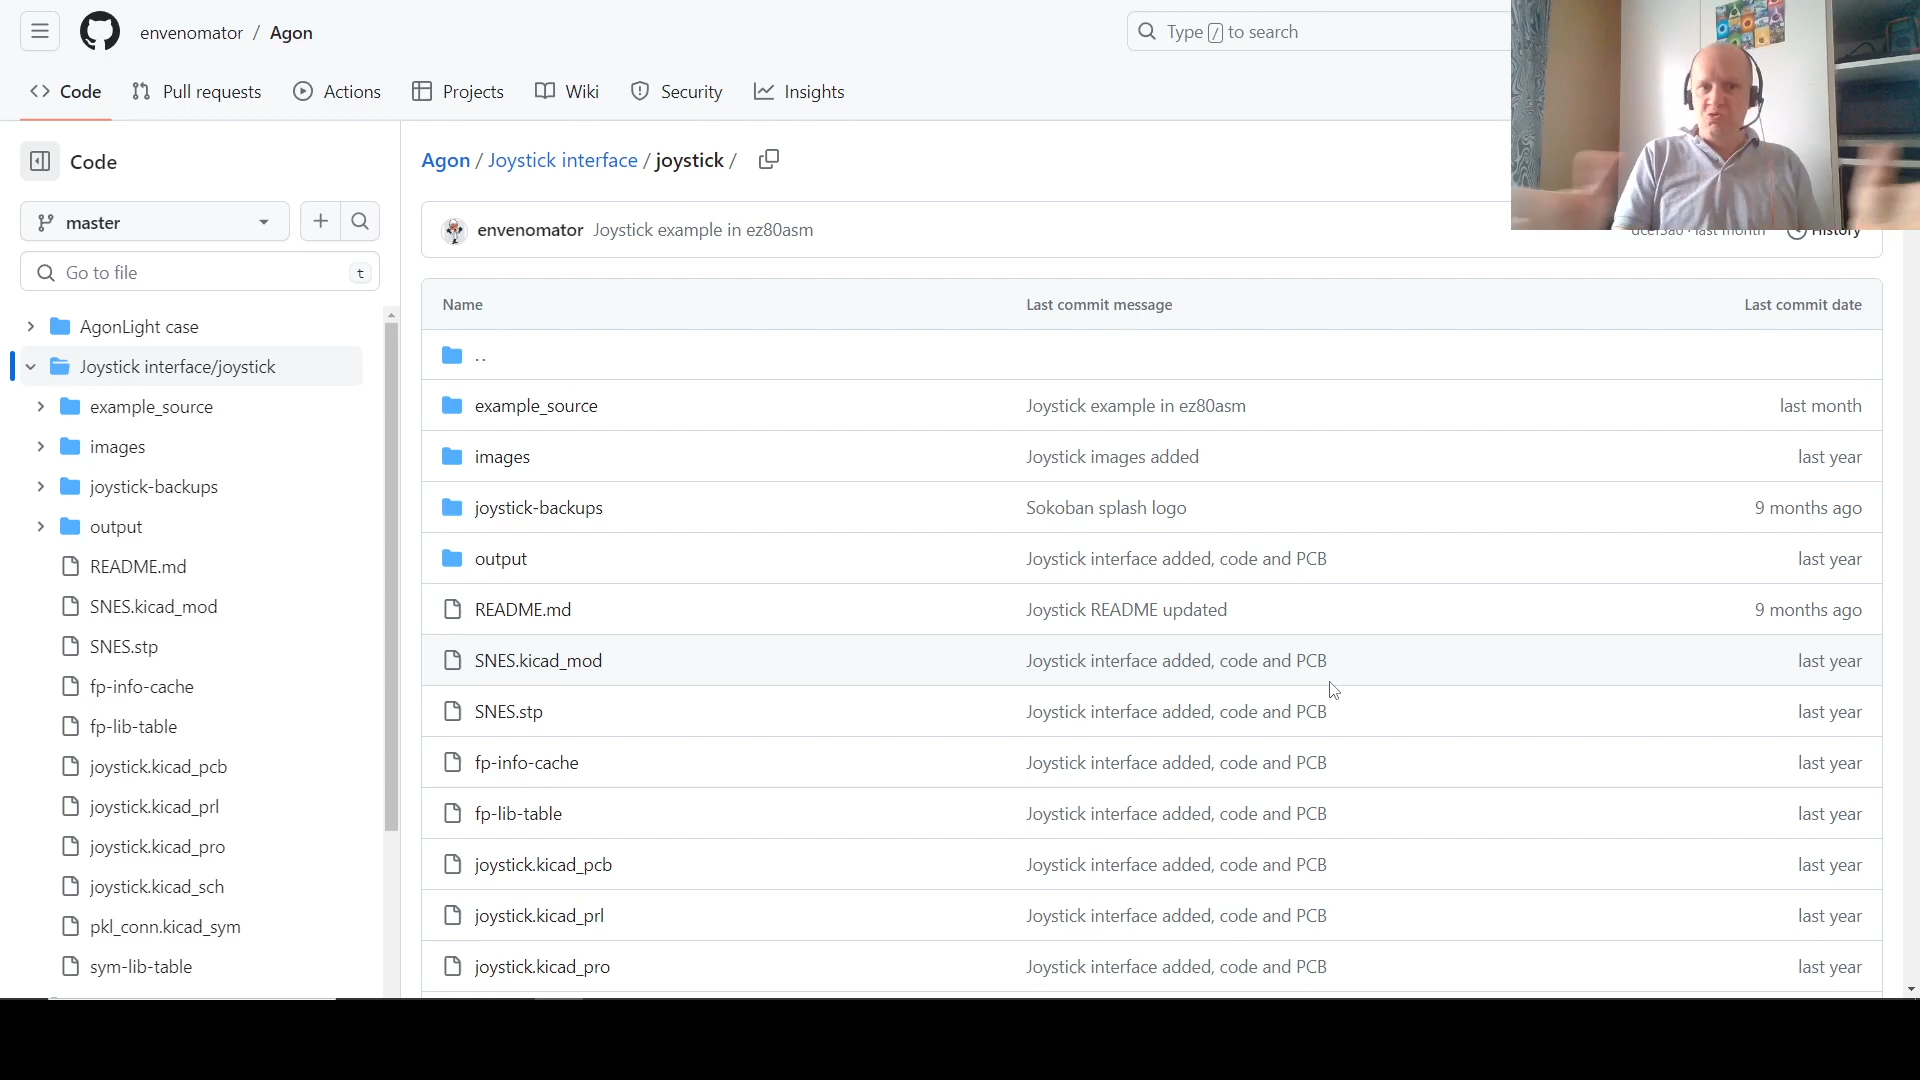 envenomator / Agon
Type / to search
Code
Pull requests
Actions
Projects
Wiki
Security
Insights
Code
master
Go to file
t
AgonLight case
Joystick interface/joystick
example_source
images
joystick-backups
output
README.md
SNES.kicad_mod
SNES.stp
fp-info-cache
fp-lib-table
joystick.kicad_pcb
joystick.kicad_prl
joystick.kicad_pro
joystick.kicad_sch
pkl_conn.kicad_sym
sym-lib-table
Agon / Joystick interface / joystick /
envenomator Joystick example in ez80asm
last month
History
Name Last commit message Last commit date
..
example_source Joystick example in ez80asm last month
images Joystick images added last year
joystick-backups Sokoban splash logo 9 months ago
output Joystick interface added, code and PCB last year
README.md Joystick README updated 9 months ago
SNES.kicad_mod Joystick interface added, code and PCB last year
SNES.stp Joystick interface added, code and PCB last year
fp-info-cache Joystick interface added, code and PCB last year
fp-lib-table Joystick interface added, code and PCB last year
joystick.kicad_pcb Joystick interface added, code and PCB last year
joystick.kicad_prl Joystick interface added, code and PCB last year
joystick.kicad_pro Joystick interface added, code and PCB last year